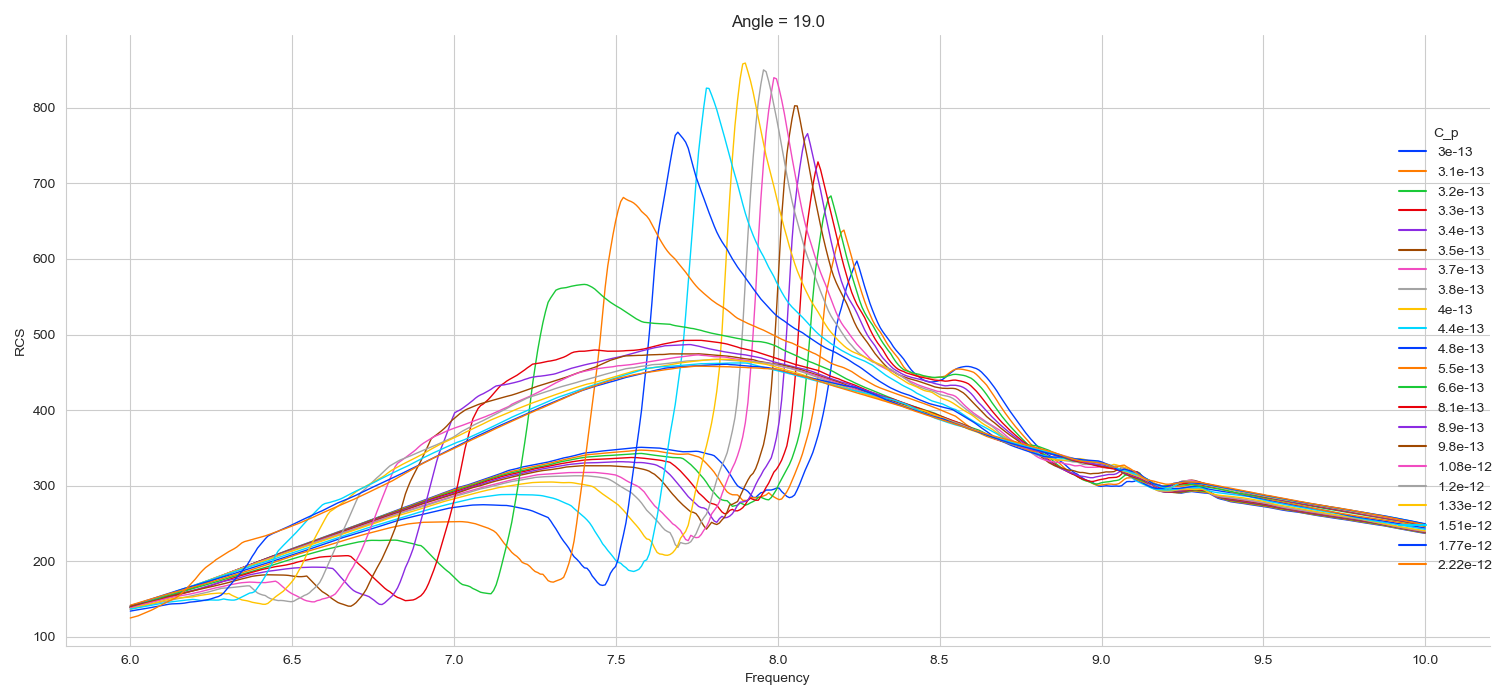 Angle = 19.0
RCS
800
700
600
500
400
300
200
100
6.0 6.5 7.0 7.5 8.0 8.5 9.0 9.5 10.0
Frequency
C_p
3e-13
3.1e-13
3.2e-13
3.3e-13
3.4e-13
3.5e-13
3.7e-13
3.8e-13
4e-13
4.4e-13
4.8e-13
5.5e-13
6.6e-13
8.1e-13
8.9e-13
9.8e-13
1.08e-12
1.2e-12
1.33e-12
1.51e-12
1.77e-12
2.22e-12